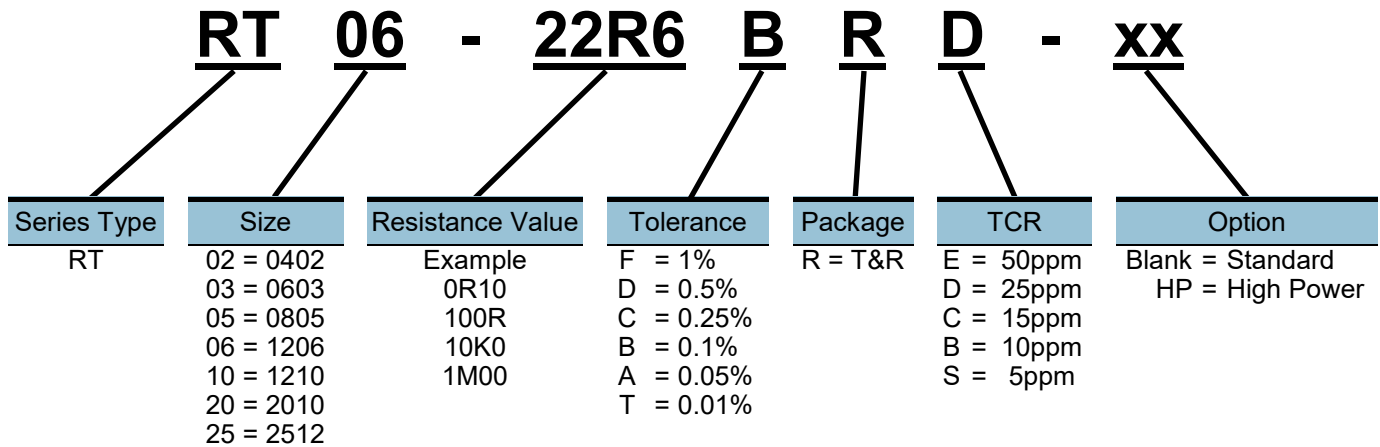 RT 06 - 22R6 B R D - xx
Series Type
RT
Size
02 = 0402
03 = 0603
05 = 0805
06 = 1206
10 = 1210
20 = 2010
25 = 2512
Resistance Value
Example
0R10
100R
10K0
1M00
Tolerance
F = 1%
D = 0.5%
C = 0.25%
B = 0.1%
A = 0.05%
T = 0.01%
Package
R = T&R
TCR
E = 50ppm
D = 25ppm
C = 15ppm
B = 10ppm
S = 5ppm
Option
Blank = Standard
HP = High Power